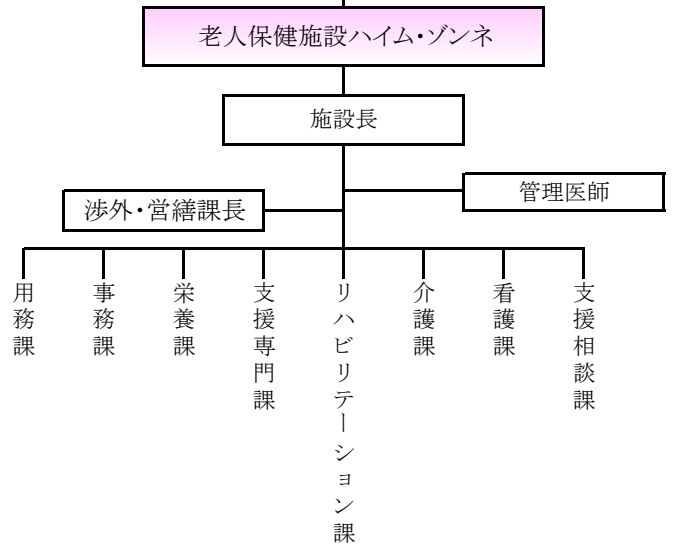 老人保健施設ハイム・ゾンネ
施設長
管理医師
渉外・営繕課長
用務課
事務課
栄養課
支援専門課
リハビリテーション課
介護課
看護課
支援相談課